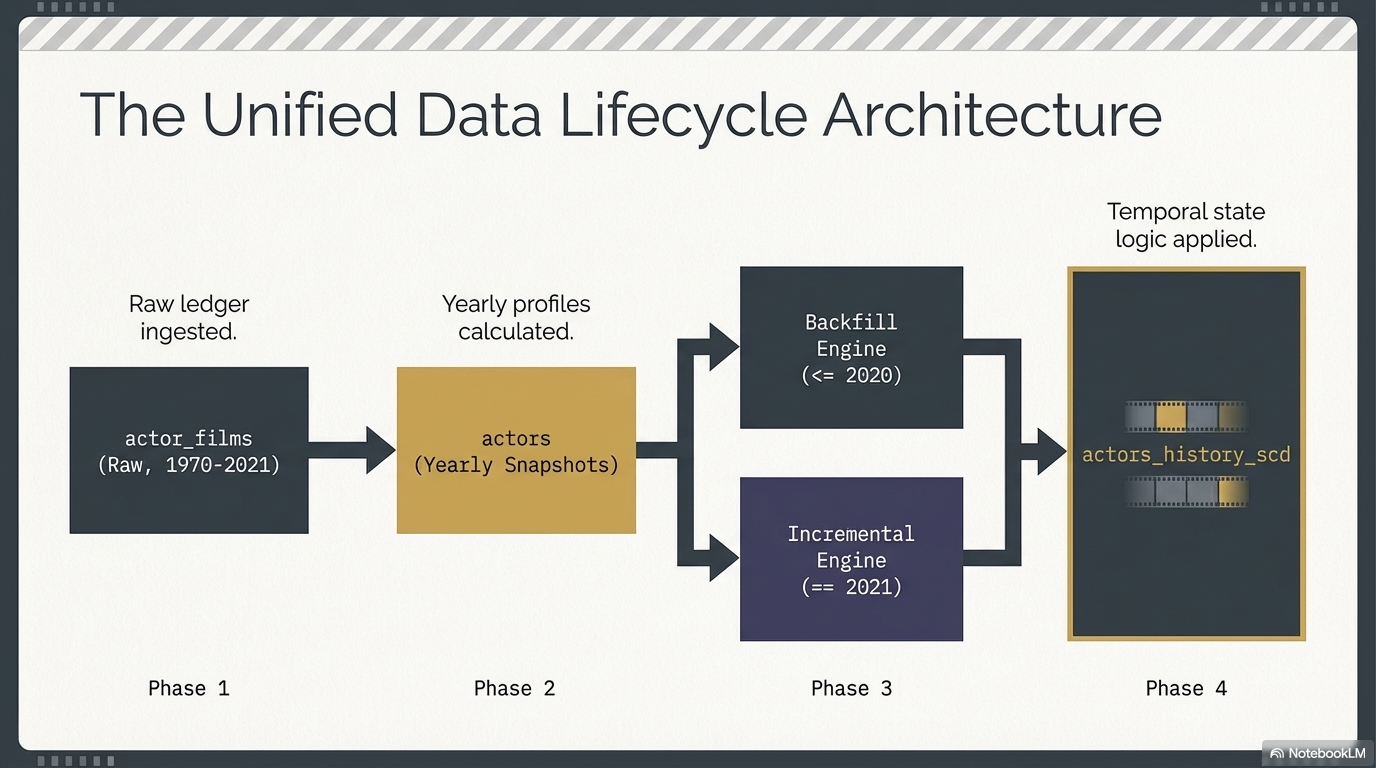 The Unified Data Lifecycle Architecture
Raw ledger
ingested.
actor_films
(Raw, 1970-2021)
Phase 1
Yearly profiles
calculated.
actors
(Yearly Snapshots)
Phase 2
Backfill
Engine
(<= 2020)
Incremental
Engine
(== 2021)
Phase 3
Temporal state
logic applied.
actors_history_scd
Phase 4
NotebookLM